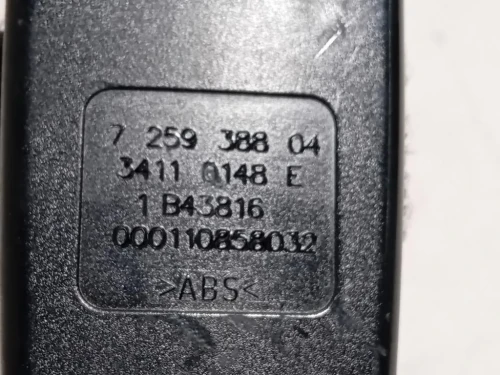 7 259 388 04
3411 0148 E
1 B43816
000110858032
>ABS<